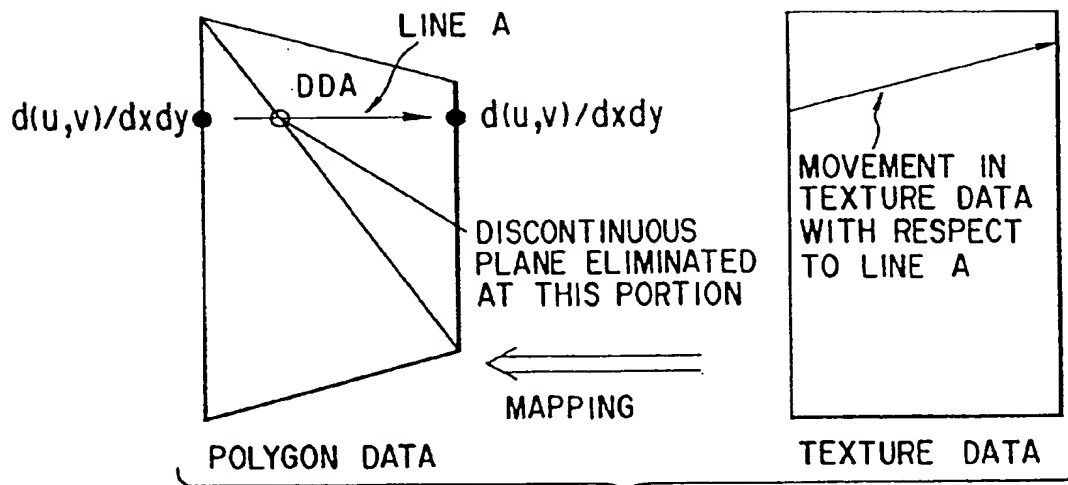 LINE A
DDA
d(u,v)/dxdy
d(u,v)/dxdy
DISCONTINUOUS
PLANE ELIMINATED
AT THIS PORTION
MOVEMENT IN
TEXTURE DATA
WITH RESPECT
TO LINE A
MAPPING
POLYGON DATA
TEXTURE DATA